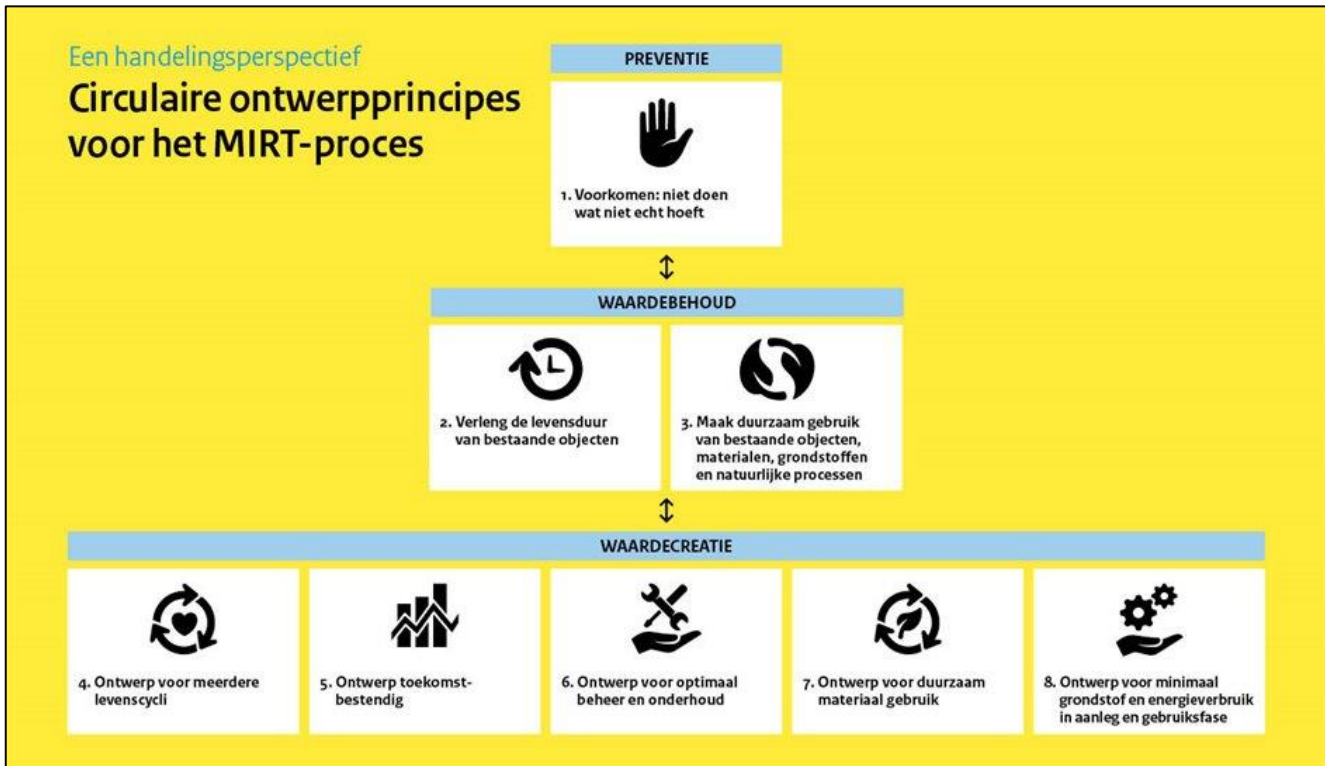 Een handelingsperspectief
Circulaire ontwerpprincipes
voor het MIRT-proces
PREVENTIE
1. Voorkomen: niet doen
wat niet echt hoeft
WAARDEBEHOUD
2. Verleng de levensduur
van bestaande objecten
3. Maak duurzaam gebruik
van bestaande objecten,
materialen, grondstoffen
en natuurlijke processen
WAARDECREATIE
4. Ontwerp voor meerdere
levenscycli
5. Ontwerp toekomst-
bestendig
6. Ontwerp voor optimaal
beheer en onderhoud
7. Ontwerp voor duurzaam
materiaal gebruik
8. Ontwerp voor minimaal
grondstof en energieverbruik
in aanleg en gebruiksfase